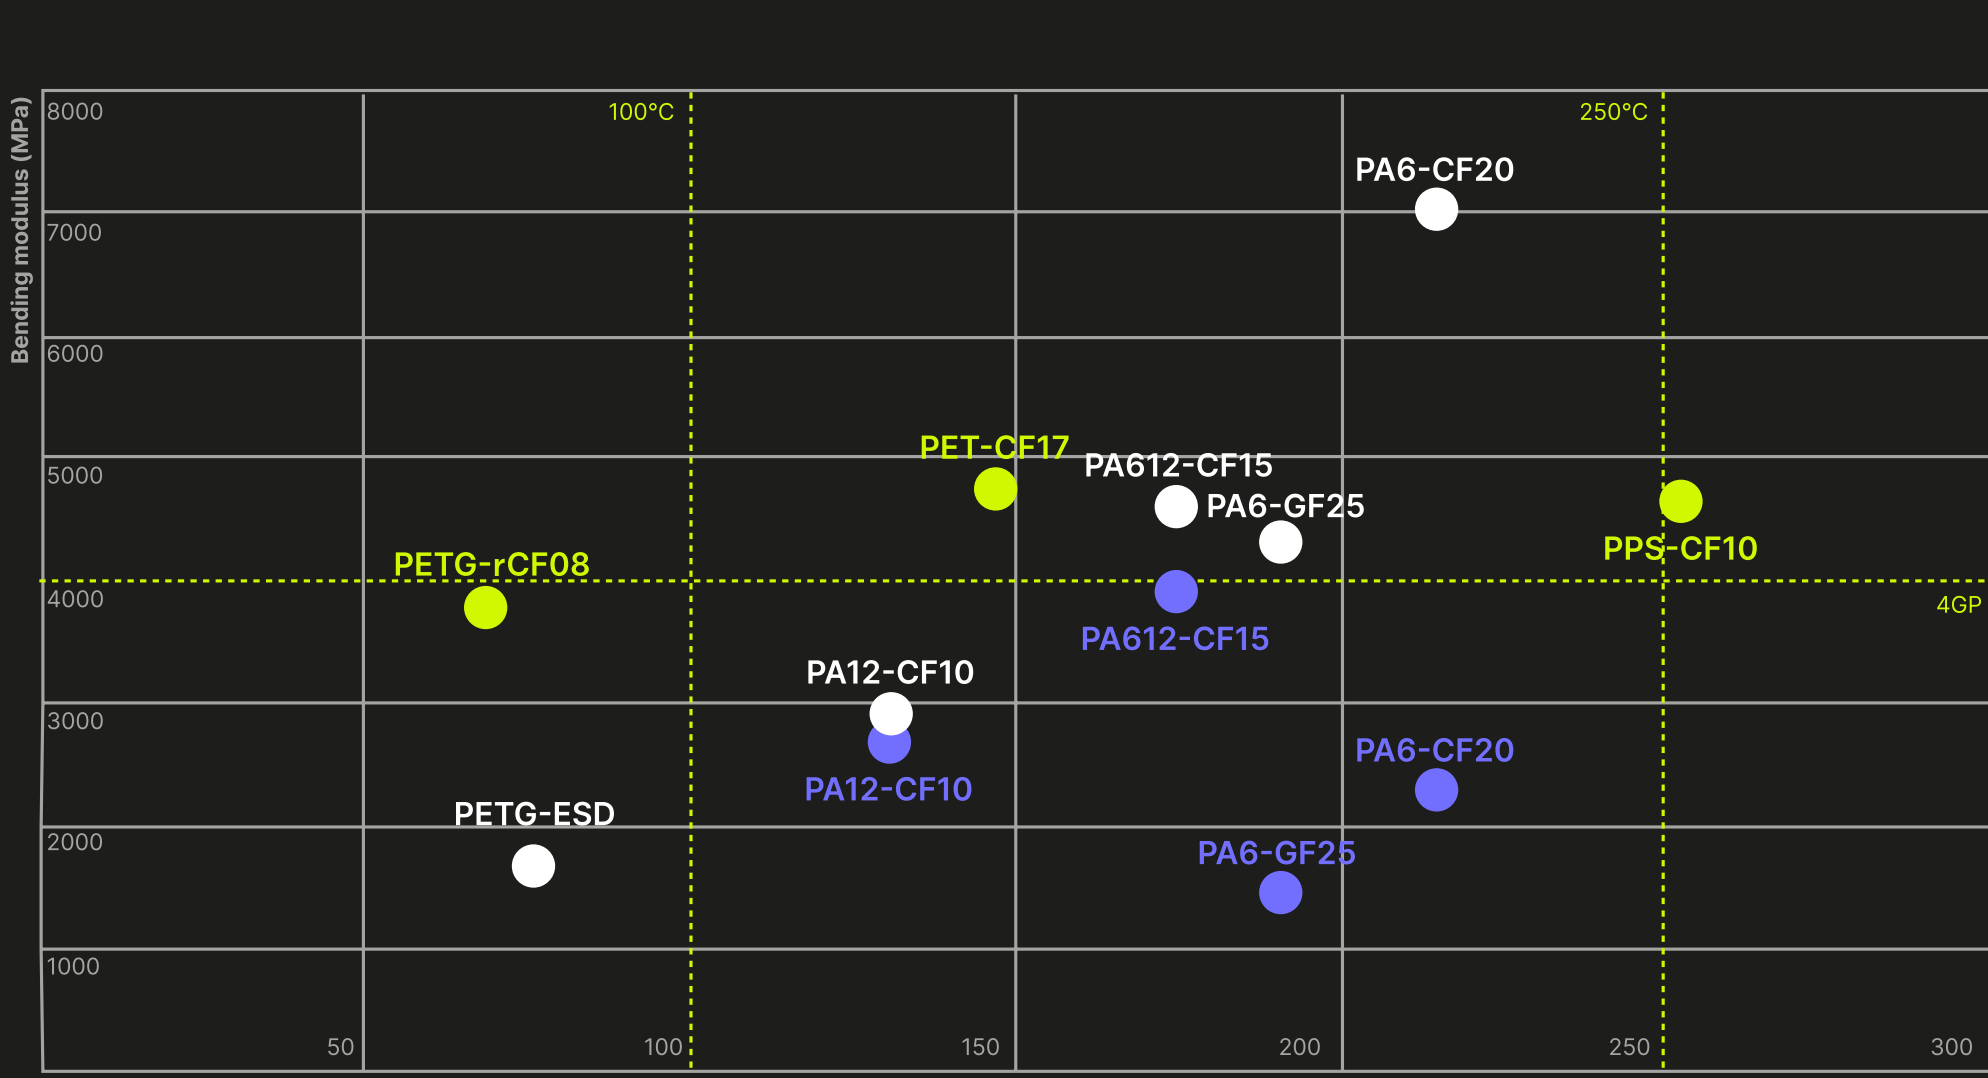 Bending modulus (MPa)
8000
100°C
250°C
PA6-CF20
7000
6000
PET-CF17
PA612-CF15
5000
PA6-GF25
PPS-CF10
PETG-rCF08
4000
4GP
PA612-CF15
PA12-CF10
3000
PA6-CF20
PA12-CF10
PETG-ESD
2000
PA6-GF25
1000
50
100
150
200
250
300